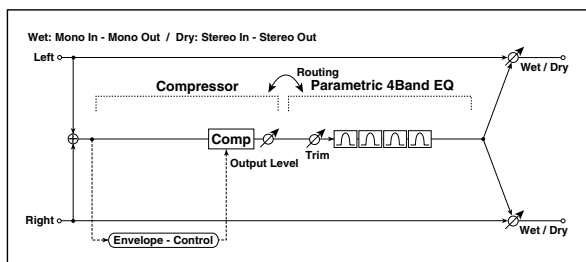 Wet: Mono In - Mono Out / Dry: Stereo In - Stereo Out
Left
Wet / Dry
Routing
Compressor
Parametric 4Band EQ
Comp
Output Level
Trim
Right
Wet / Dry
Envelope - Control